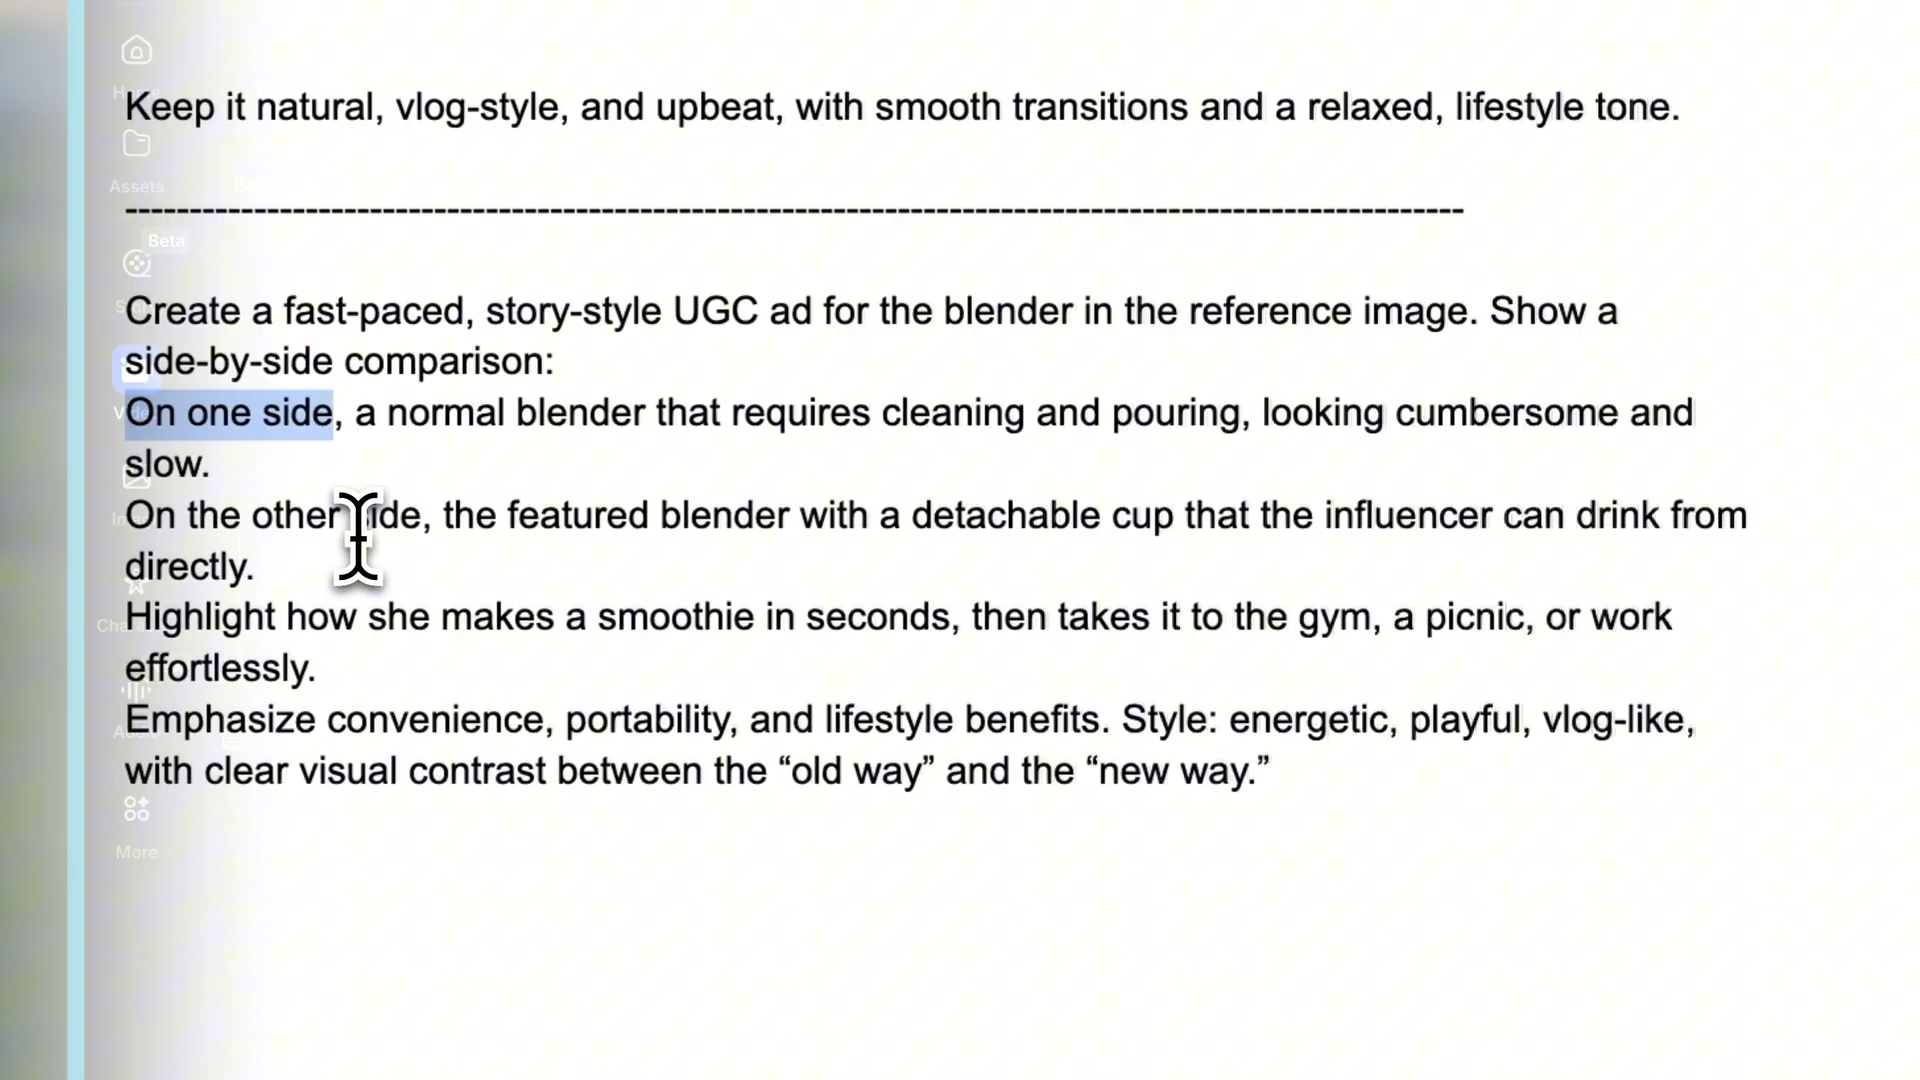 Keep it natural, vlog-style, and upbeat, with smooth transitions and a relaxed, lifestyle tone.
--------------------------------------------------------------------------------------------------------
Create a fast-paced, story-style UGC ad for the blender in the reference image. Show a
side-by-side comparison:
On one side, a normal blender that requires cleaning and pouring, looking cumbersome and
slow.
On the other side, the featured blender with a detachable cup that the influencer can drink from
directly.
Highlight how she makes a smoothie in seconds, then takes it to the gym, a picnic, or work
effortlessly.
Emphasize convenience, portability, and lifestyle benefits. Style: energetic, playful, vlog-like,
with clear visual contrast between the “old way” and the “new way.”
Assets
Beta
More